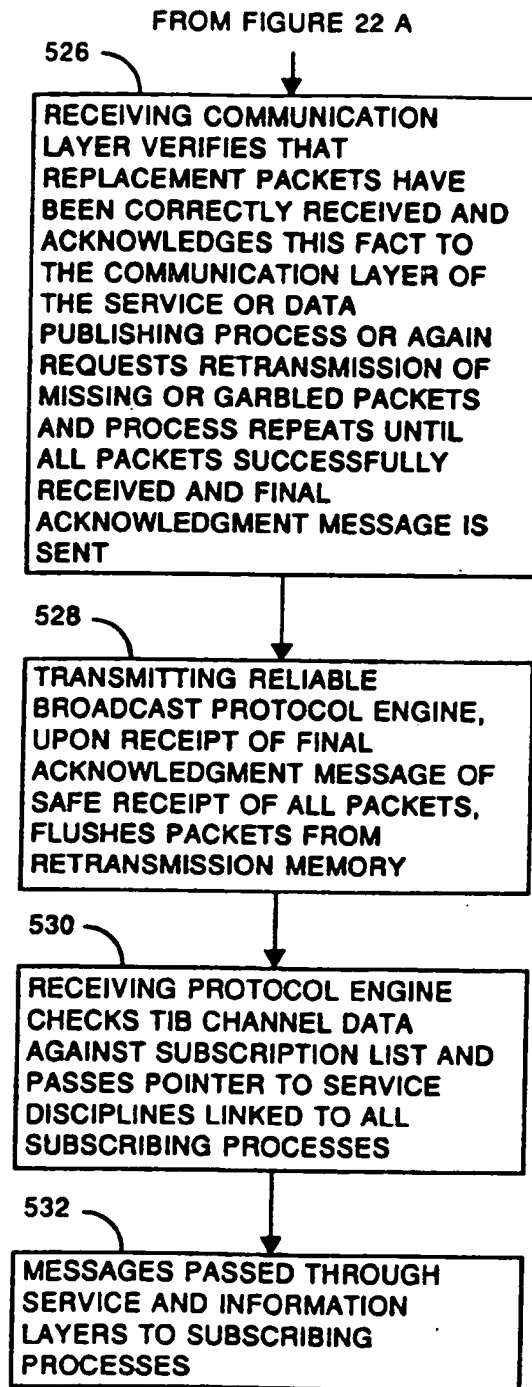 FROM FIGURE 22 A
526
RECEIVING COMMUNICATION
LAYER VERIFIES THAT
REPLACEMENT PACKETS HAVE
BEEN CORRECTLY RECEIVED AND
ACKNOWLEDGES THIS FACT TO
THE COMMUNICATION LAYER OF
THE SERVICE OR DATA
PUBLISHING PROCESS OR AGAIN
REQUESTS RETRANSMISSION OF
MISSING OR GARBLED PACKETS
AND PROCESS REPEATS UNTIL
ALL PACKETS SUCCESSFULLY
RECEIVED AND FINAL
ACKNOWLEDGMENT MESSAGE IS
SENT
528
TRANSMITTING RELIABLE
BROADCAST PROTOCOL ENGINE,
UPON RECEIPT OF FINAL
ACKNOWLEDGMENT MESSAGE OF
SAFE RECEIPT OF ALL PACKETS,
FLUSHES PACKETS FROM
RETRANSMISSION MEMORY
530
RECEIVING PROTOCOL ENGINE
CHECKS TIB CHANNEL DATA
AGAINST SUBSCRIPTION LIST AND
PASSES POINTER TO SERVICE
DISCIPLINES LINKED TO ALL
SUBSCRIBING PROCESSES
532
MESSAGES PASSED THROUGH
SERVICE AND INFORMATION
LAYERS TO SUBSCRIBING
PROCESSES